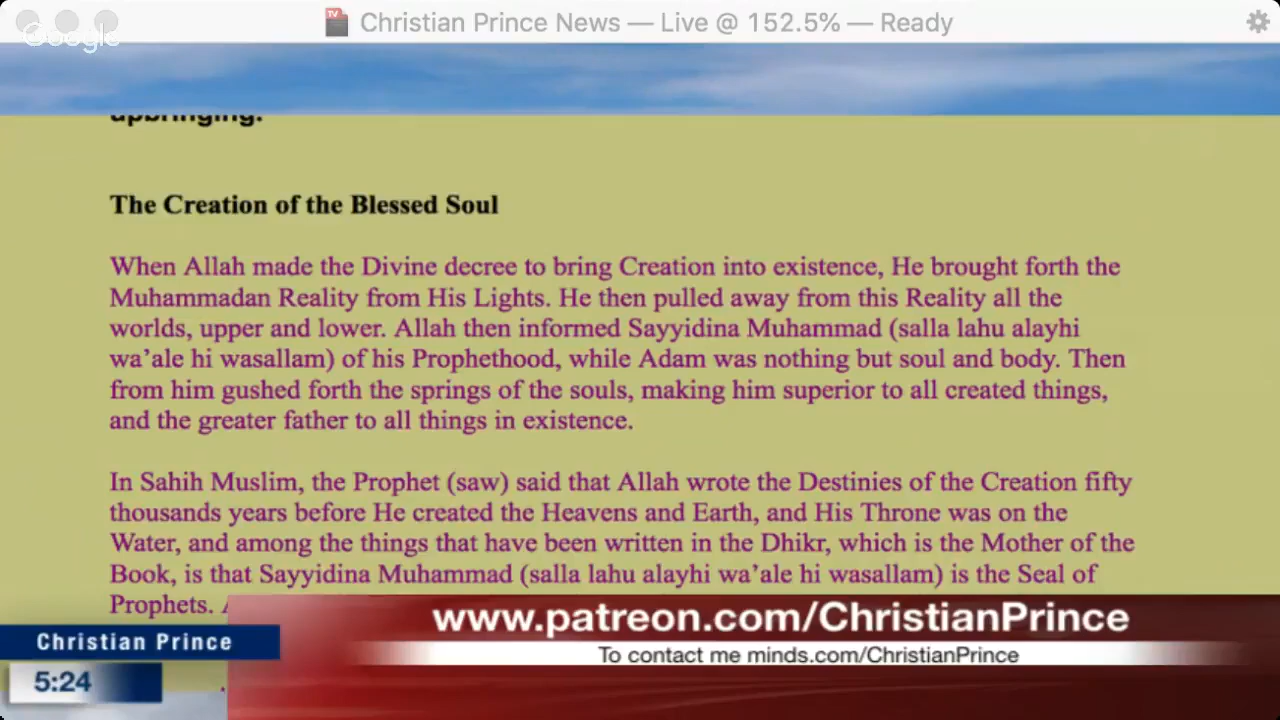 Christian Prince News — Live @ 152.5% — Ready
Google
upbringing.
The Creation of the Blessed Soul
When Allah made the Divine decree to bring Creation into existence, He brought forth the
Muhammadan Reality from His Lights. He then pulled away from this Reality all the
worlds, upper and lower. Allah then informed Sayyidina Muhammad (salla lahu alayhi
wa’ale hi wasallam) of his Prophethood, while Adam was nothing but soul and body. Then
from him gushed forth the springs of the souls, making him superior to all created things,
and the greater father to all things in existence.
In Sahih Muslim, the Prophet (saw) said that Allah wrote the Destinies of the Creation fifty
thousands years before He created the Heavens and Earth, and His Throne was on the
Water, and among the things that have been written in the Dhikr, which is the Mother of the
Book, is that Sayyidina Muhammad (salla lahu alayhi wa’ale hi wasallam) is the Seal of
Prophets.
www.patreon.com/ChristianPrince
Christian Prince
To contact me minds.com/ChristianPrince
5:24